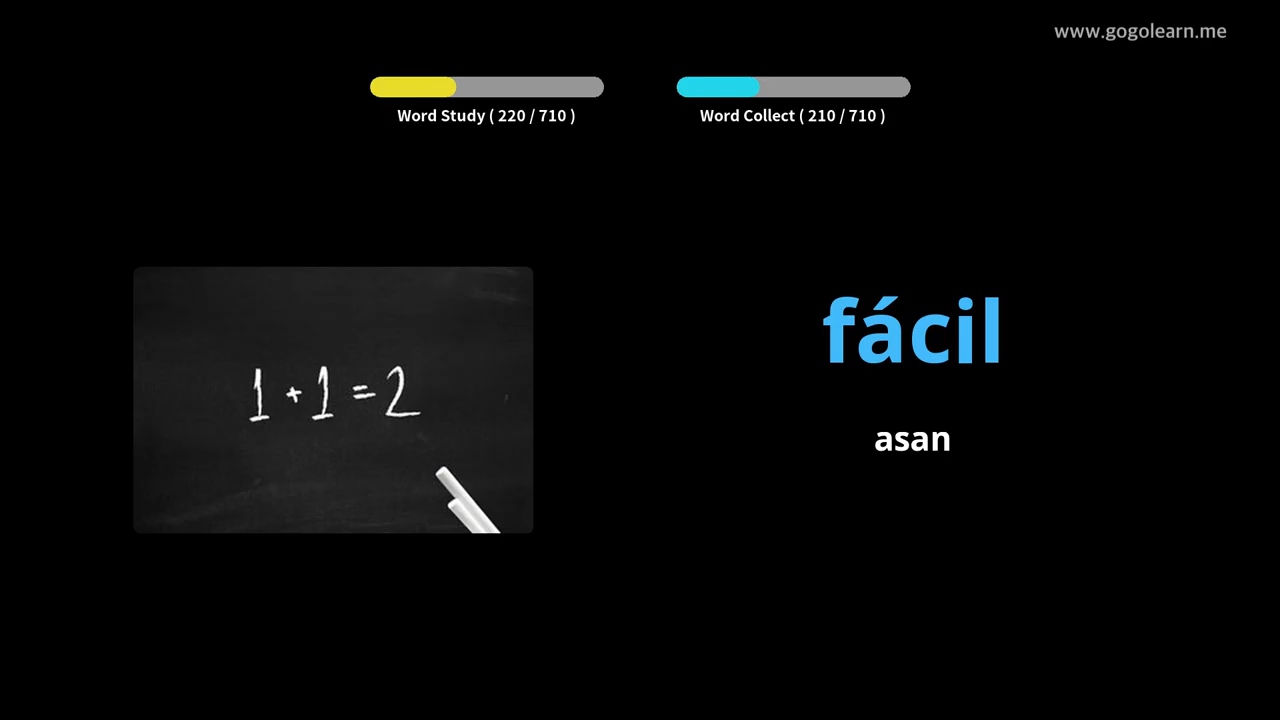 www.gogolearn.me
Word Study ( 220 / 710 )
Word Collect ( 210 / 710 )
1 + 1 = 2
fácil
asan